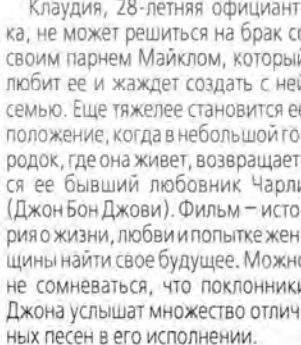 Клаудия, 28-летняя официант-
ка, не может решиться на брак со
своим парнем Майклом, который
любит ее и жаждет создать с ней
семью. Еще тяжелее становится ее
положение, когда в небольшой го-
родок, где она живет, возвращает-
ся ее бывший любовник Чарли
(Джон Бон Джови). Фильм – исто-
рия о жизни, любви и попытке жен-
щины найти свое будущее. Можно
не сомневаться, что поклонники
Джона услышат множество отлич-
ных песен в его исполнении.